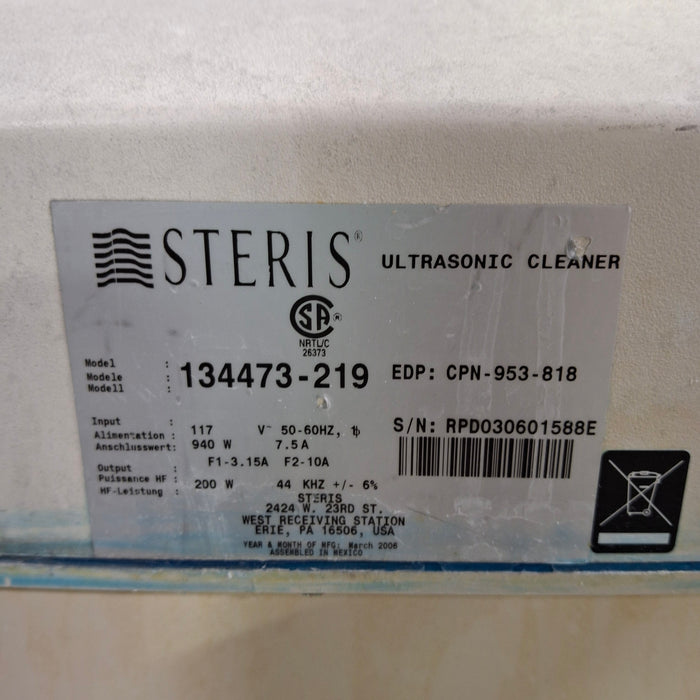 STERIS®
ULTRASONIC CLEANER
SA ®
NRTL/C
26373
Model :
Modele :
Modell :
134473-219
EDP: CPN-953-818
Input :
Alimentation :
Anschlusswert:
117 V~ 50-60HZ, 1ϕ
940 W 7.5A
F1-3.15A F2-10A
S/N: RPD030601588E
Output :
Puissance HF :
HF-Leistung :
200 W 44 KHZ +/- 6%
STERIS
2424 W. 23RD ST.
WEST RECEIVING STATION
ERIE, PA 16506, USA
YEAR & MONTH OF MFG: March 2006
ASSEMBLED IN MEXICO